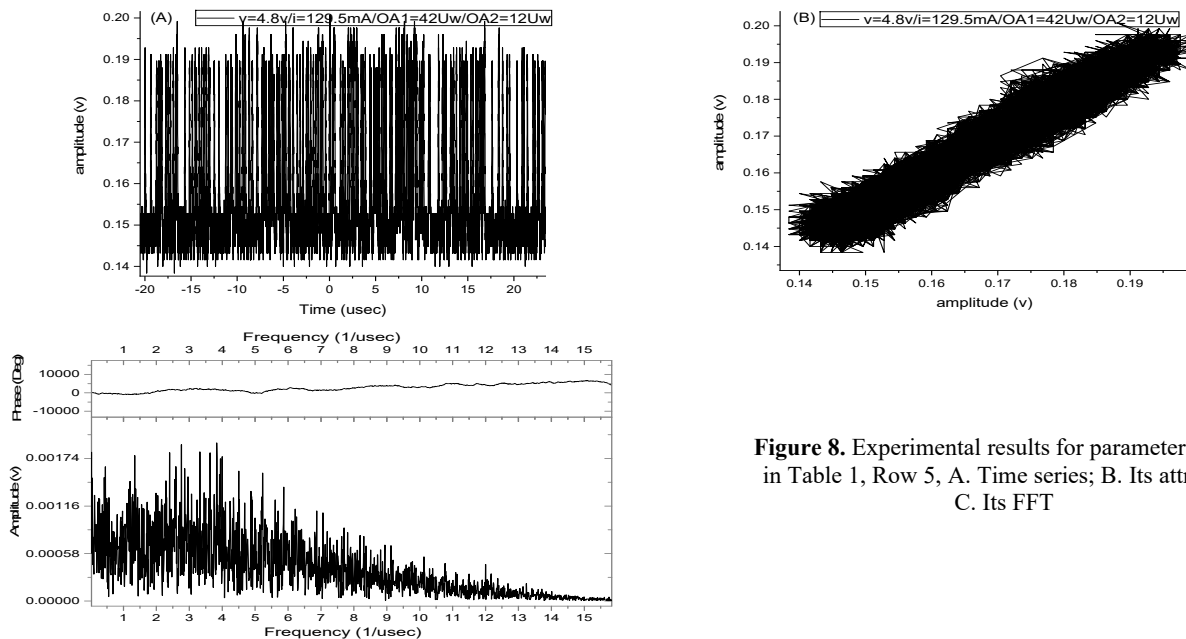 (A) v=4.8v/i=129.5mA/OA1=42Uw/OA2=12Uw
0.20
0.19
0.18
0.17
0.16
0.15
0.14
amplitude (v)
-20 -15 -10 -5 0 5 10 15 20
Time (usec)
(B) v=4.8v/i=129.5mA/OA1=42Uw/OA2=12Uw
0.20
0.19
0.18
0.17
0.16
0.15
0.14
amplitude (v)
0.14 0.15 0.16 0.17 0.18 0.19
amplitude (v)
Frequency (1/usec)
1 2 3 4 5 6 7 8 9 10 11 12 13 14 15
Phase (Deg)
10000
0
-10000
Amplitude(v)
0.00174
0.00116
0.00058
0.00000
1 2 3 4 5 6 7 8 9 10 11 12 13 14 15
Frequency (1/usec)
Figure 8. Experimental results for parameter
in Table 1, Row 5, A. Time series; B. Its att
C. Its FFT